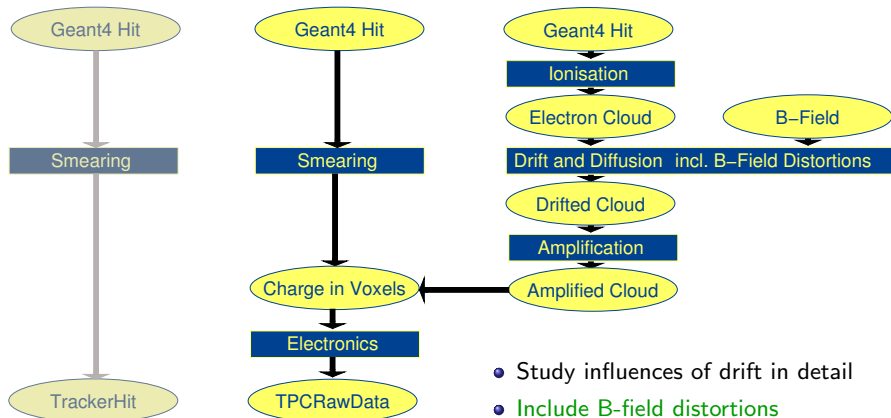 Geant4 Hit
Smearing
TrackerHit
Geant4 Hit
Smearing
Charge in Voxels
Electronics
TPCRawData
Geant4 Hit
Ionisation
Electron Cloud
B−Field
Drift and Diffusion incl. B−Field Distortions
Drifted Cloud
Amplification
Amplified Cloud
Study influences of drift in detail
Include B-field distortions